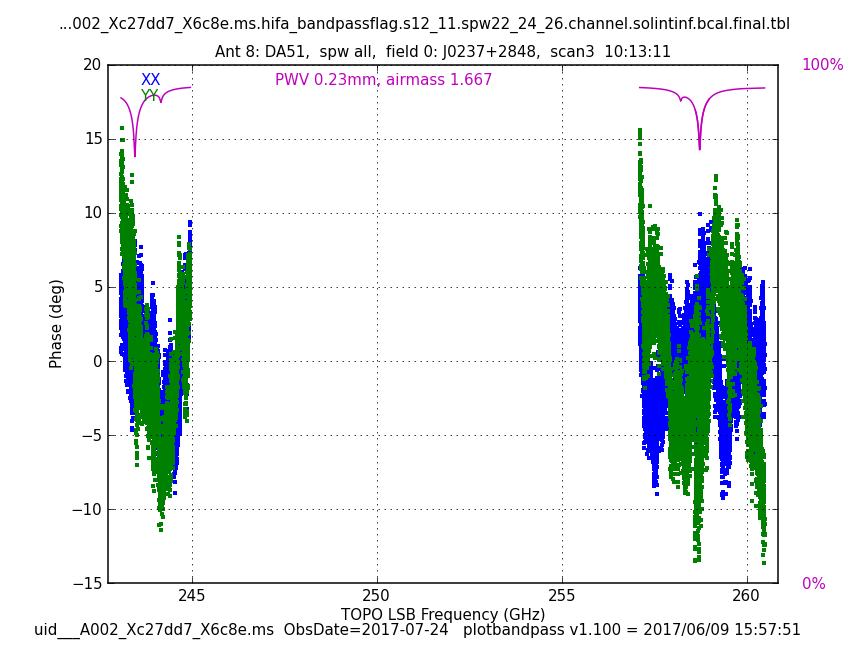 ...002_Xc27dd7_X6c8e.ms.hifa_bandpassflag.s12_11.spw22_24_26.channel.solintinf.bcal.final.tbl
Ant 8: DA51,  spw all,  field 0: J0237+2848,  scan3  10:13:11
20
100%
XX
PWV 0.23mm, airmass 1.667
YY
15
10
5
0
−5
−10
−15
0%
Phase (deg)
245
250
255
260
TOPO LSB Frequency (GHz)
uid___A002_Xc27dd7_X6c8e.ms  ObsDate=2017-07-24   plotbandpass v1.100 = 2017/06/09 15:57:51